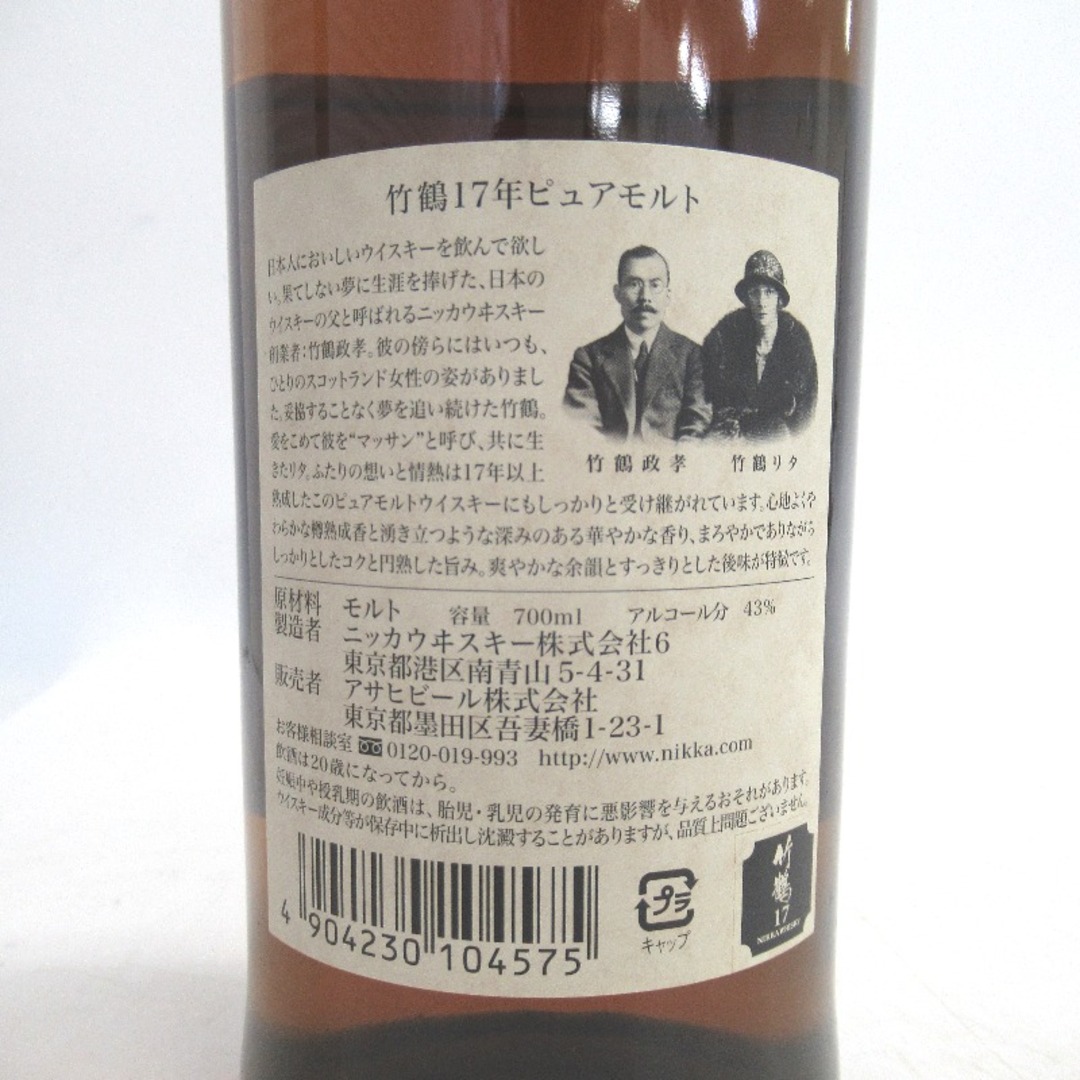 竹鶴17年ピュアモルト
日本人においしいウイスキーを飲んで欲し
い。果てしない夢に生涯を捧げた、日本の
ウイスキーの父と呼ばれるニッカウヰスキー
創業者:竹鶴政孝。彼の傍らにはいつも、
ひとりのスコットランド女性の姿がありまし
た。妥協することなく夢を追い続けた竹鶴。
愛をこめて彼を“マッサン”と呼び、共に生
きたリタ。ふたりの想いと情熱は17年以上
熟成したこのピュアモルトウイスキーにもしっかりと受け継がれています。心地よくや
わらかな樽熟成香と湧き立つような深みのある華やかな香り、まろやかでありながら
しっかりとしたコクと円熟した旨み。爽やかな余韻とすっきりとした後味が特徴です。
竹鶴政孝 竹鶴リタ
原材料 モルト 容量 700ml アルコール分 43%
製造者 ニッカウヰスキー株式会社6
東京都港区南青山5-4-31
販売者 アサヒビール株式会社
東京都墨田区吾妻橋1-23-1
お客様相談室 0120-019-993 http://www.nikka.com
飲酒は20歳になってから。
妊娠中や授乳期の飲酒は、胎児・乳児の発育に悪影響を与えるおそれがあります。
ウイスキー成分等が保存中に析出し沈澱することがありますが、品質上問題ございません。
4 904230 104575
プラ
キャップ
竹鶴
17
NIKKA WHISKY